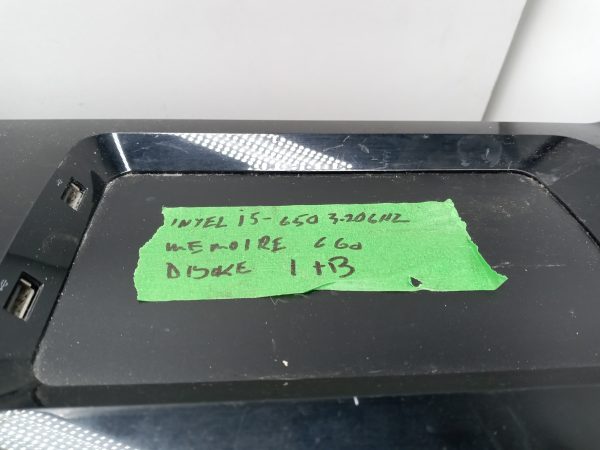 INTEL i5-650 3.20GHZ
MEMOIRE 6GO
DISQUE 1TB